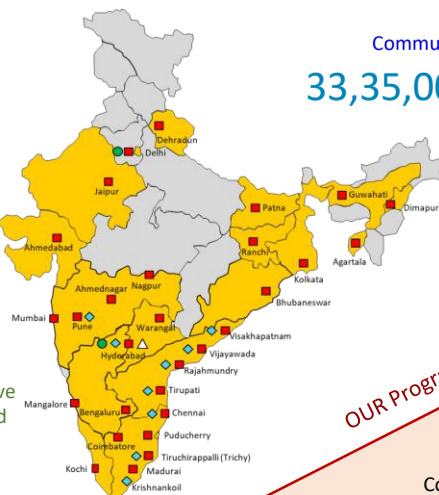 Commu
33,35,00
Dehradun
Delhi
Jaipur
Guwahati
Dimapur
Patna
Ahmedabad
Ranchi
Agartala
Kolkata
Ahmednagar
Nagpur
Bhubaneswar
Mumbai
Pune
Warangal
Visakhapatnam
Hyderabad
Vijayawada
Rajahmundry
ve
d
Tirupati
Mangalore
Bengaluru
Chennai
OUR Progra
Puducherry
Coimbatore
Tiruchirappalli (Trichy)
Kochi
Madurai
Krishnankoil
Co